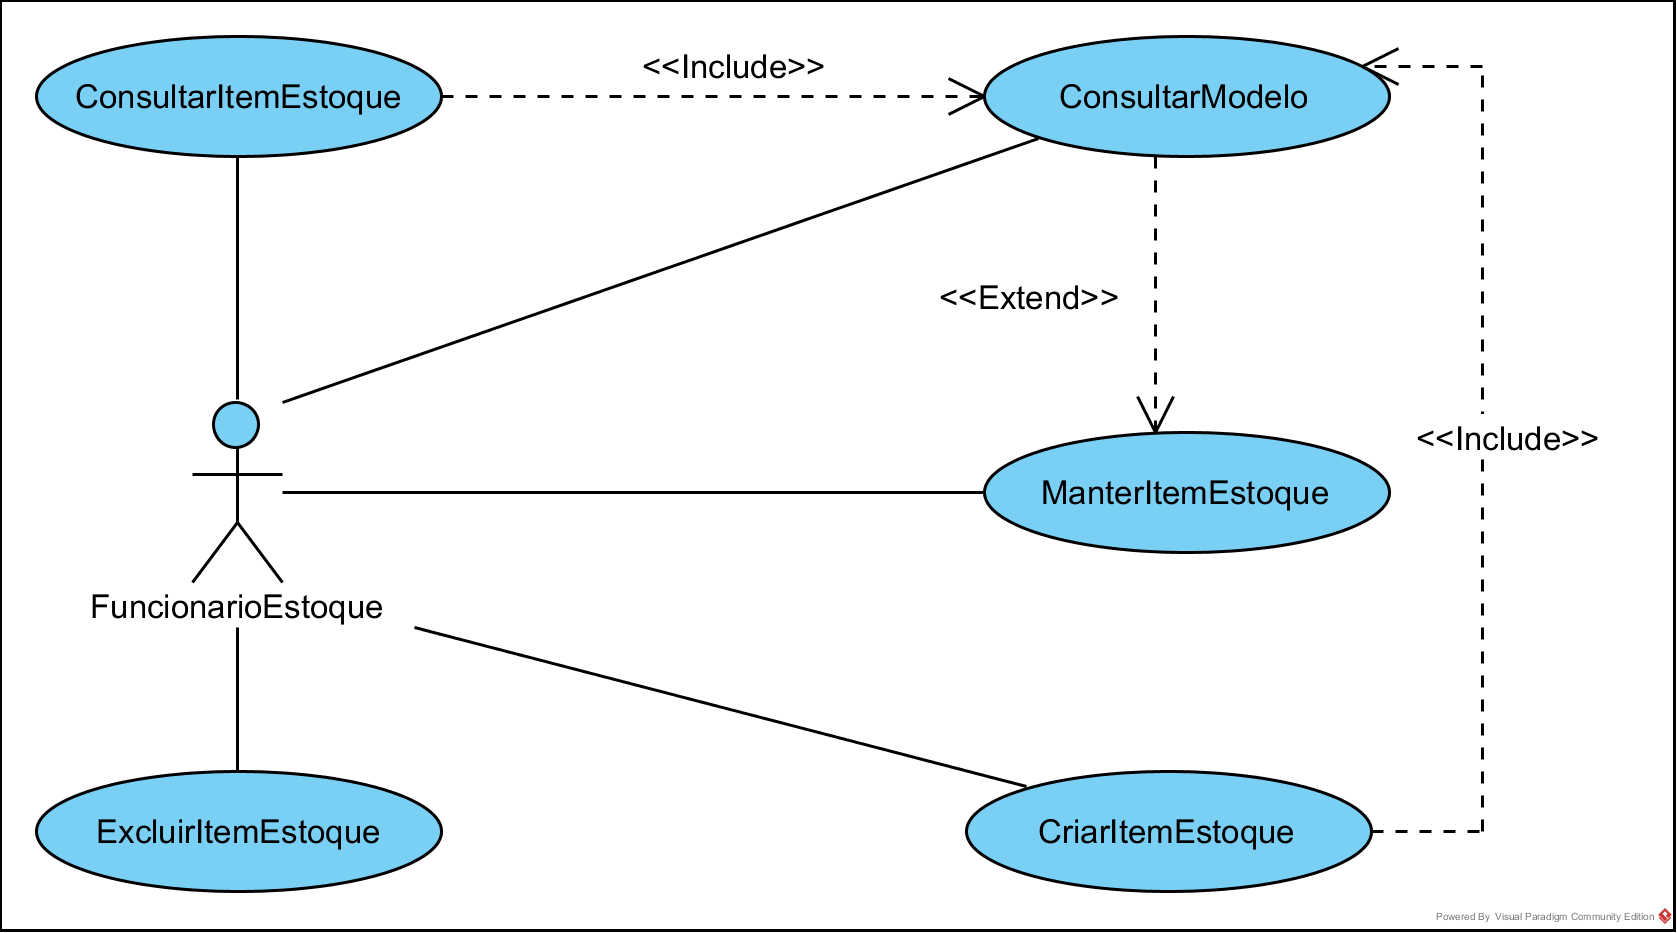 ConsultarItemEstoque
<<Include>>
ConsultarModelo
<<Extend>>
<<Include>>
ManterItemEstoque
FuncionarioEstoque
ExcluirItemEstoque
CriarItemEstoque
Powered By Visual Paradigm Community Edition